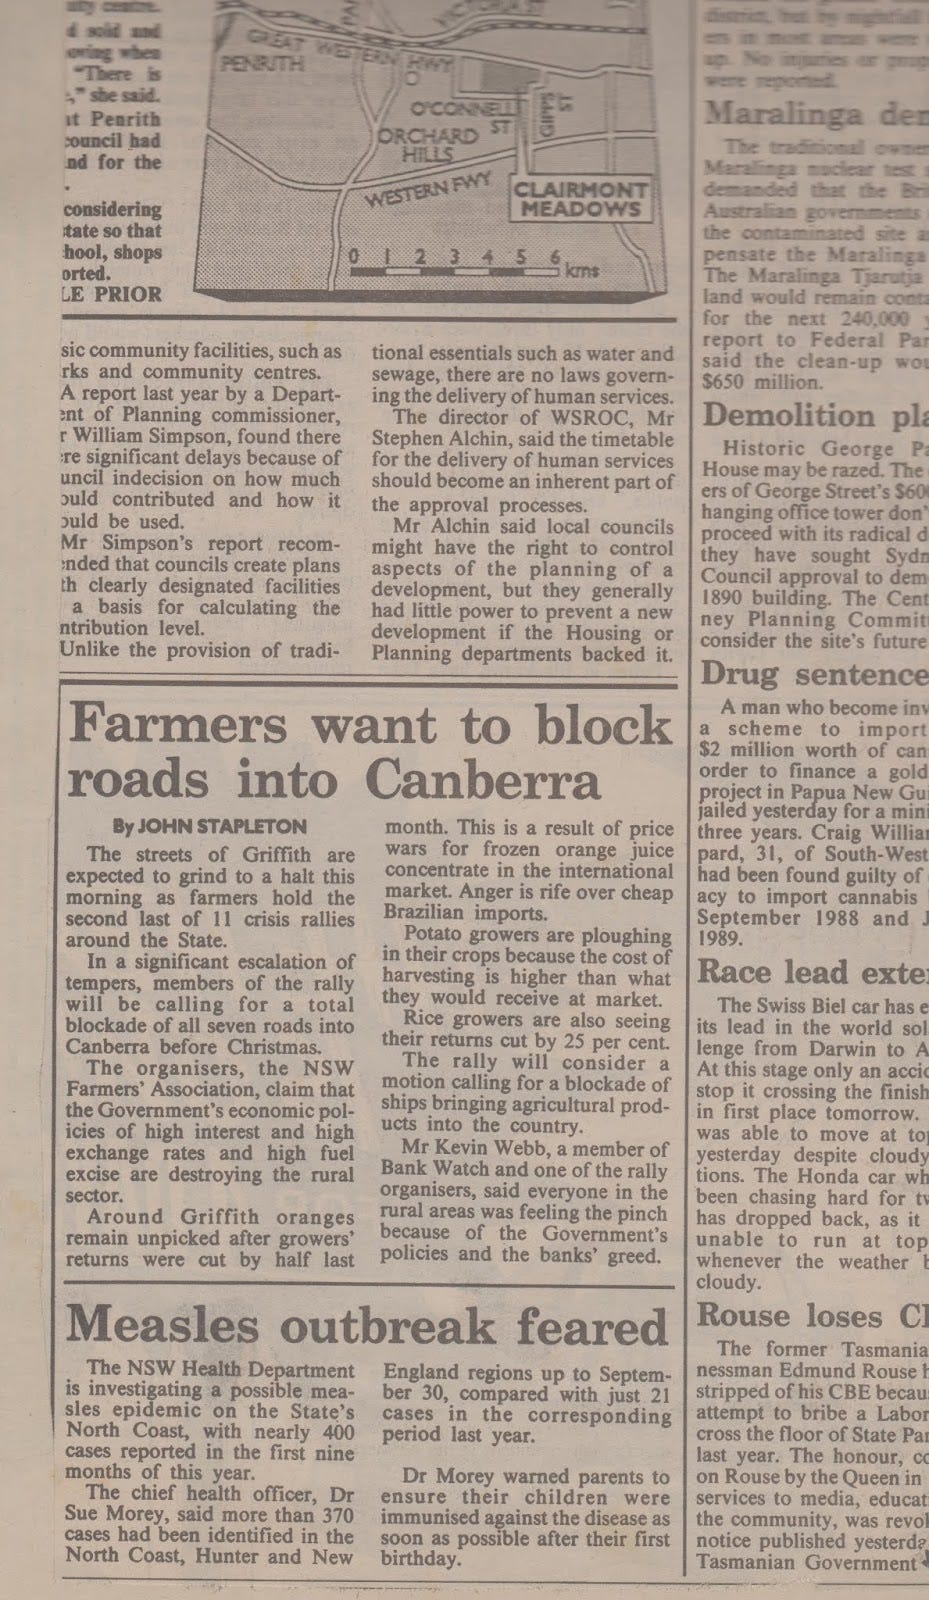 d said and
owing when
"There is
," she said.
at Penrith
council had
nd for the
considering
tate so that
hool, shops
orted.
LE PRIOR
VICTORIA ST
GREAT WESTERN HWY
PENRITH
O'CONNELL
ST
GIPPS
ST
ORCHARD
HILLS
WESTERN FWY
CLAIRMONT
MEADOWS
0 1 2 3 4 5 6 kms
sic community facilities, such as
rks and community centres.
A report last year by a Depart-
ent of Planning commissioner,
r William Simpson, found there
re significant delays because of
uncil indecision on how much
ould contributed and how it
ould be used.
Mr Simpson's report recom-
ended that councils create plans
th clearly designated facilities
a basis for calculating the
ntribution level.
Unlike the provision of tradi-
tional essentials such as water and
sewage, there are no laws govern-
ing the delivery of human services.
The director of WSROC, Mr
Stephen Alchin, said the timetable
for the delivery of human services
should become an inherent part of
the approval processes.
Mr Alchin said local councils
might have the right to control
aspects of the planning of a
development, but they generally
had little power to prevent a new
development if the Housing or
Planning departments backed it.
Farmers want to block
roads into Canberra
By JOHN STAPLETON
The streets of Griffith are
expected to grind to a halt this
morning as farmers hold the
second last of 11 crisis rallies
around the State.
In a significant escalation of
tempers, members of the rally
will be calling for a total
blockade of all seven roads into
Canberra before Christmas.
The organisers, the NSW
Farmers' Association, claim that
the Government's economic pol-
icies of high interest and high
exchange rates and high fuel
excise are destroying the rural
sector.
Around Griffith oranges
remain unpicked after growers'
returns were cut by half last
month. This is a result of price
wars for frozen orange juice
concentrate in the international
market. Anger is rife over cheap
Brazilian imports.
Potato growers are ploughing
in their crops because the cost of
harvesting is higher than what
they would receive at market.
Rice growers are also seeing
their returns cut by 25 per cent.
The rally will consider a
motion calling for a blockade of
ships bringing agricultural prod-
ucts into the country.
Mr Kevin Webb, a member of
Bank Watch and one of the rally
organisers, said everyone in the
rural areas was feeling the pinch
because of the Government's
policies and the banks' greed.
Measles outbreak feared
The NSW Health Department
is investigating a possible mea-
sles epidemic on the State's
North Coast, with nearly 400
cases reported in the first nine
months of this year.
The chief health officer, Dr
Sue Morey, said more than 370
cases had been identified in the
North Coast, Hunter and New
England regions up to Septem-
ber 30, compared with just 21
cases in the corresponding
period last year.
Dr Morey warned parents to
ensure their children were
immunised against the disease as
soon as possible after their first
birthday.
district, but by nightfall
ers in most areas were
up. No injuries or prop
were reported.
Maralinga dem
The traditional owner
Maralinga nuclear test s
demanded that the Bri
Australian governments
the contaminated site a
pensate the Maralinga
The Maralinga Tjarutja
land would remain conta
for the next 240,000 y
report to Federal Par
said the clean-up wou
$650 million.
Demolition pla
Historic George Pa
House may be razed. The
ers of George Street's $600
hanging office tower don'
proceed with its radical d
they have sought Sydn
Council approval to dem
1890 building. The Cent
ney Planning Committ
consider the site's future
Drug sentence
A man who become inv
a scheme to import
$2 million worth of can
order to finance a gold
project in Papua New Gui
jailed yesterday for a mini
three years. Craig William
pard, 31, of South-West
had been found guilty of
acy to import cannabis
September 1988 and J
1989.
Race lead exte
The Swiss Biel car has e
its lead in the world sol
lenge from Darwin to A
At this stage only an accid
stop it crossing the finish
in first place tomorrow.
was able to move at top
yesterday despite cloudy
tions. The Honda car wh
been chasing hard for tw
has dropped back, as it
unable to run at top
whenever the weather b
cloudy.
Rouse loses C
The former Tasmania
nessman Edmund Rouse h
stripped of his CBE becau
attempt to bribe a Labor
cross the floor of State Par
last year. The honour, co
on Rouse by the Queen in
services to media, educat
the community, was revol
notice published yesterda
Tasmanian Government